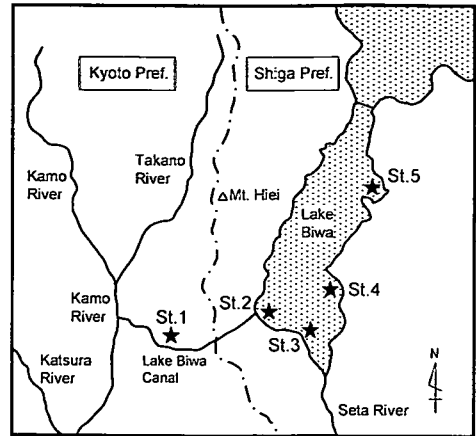 Kyoto Pref.
Shiga Pref.
Kamo
River
Takano
River
△Mt. Hiei
Lake
Biwa
St.5
St.4
St.2
St.3
St.1
Kamo
River
Lake Biwa
Canal
Katsura
River
Seta River
N